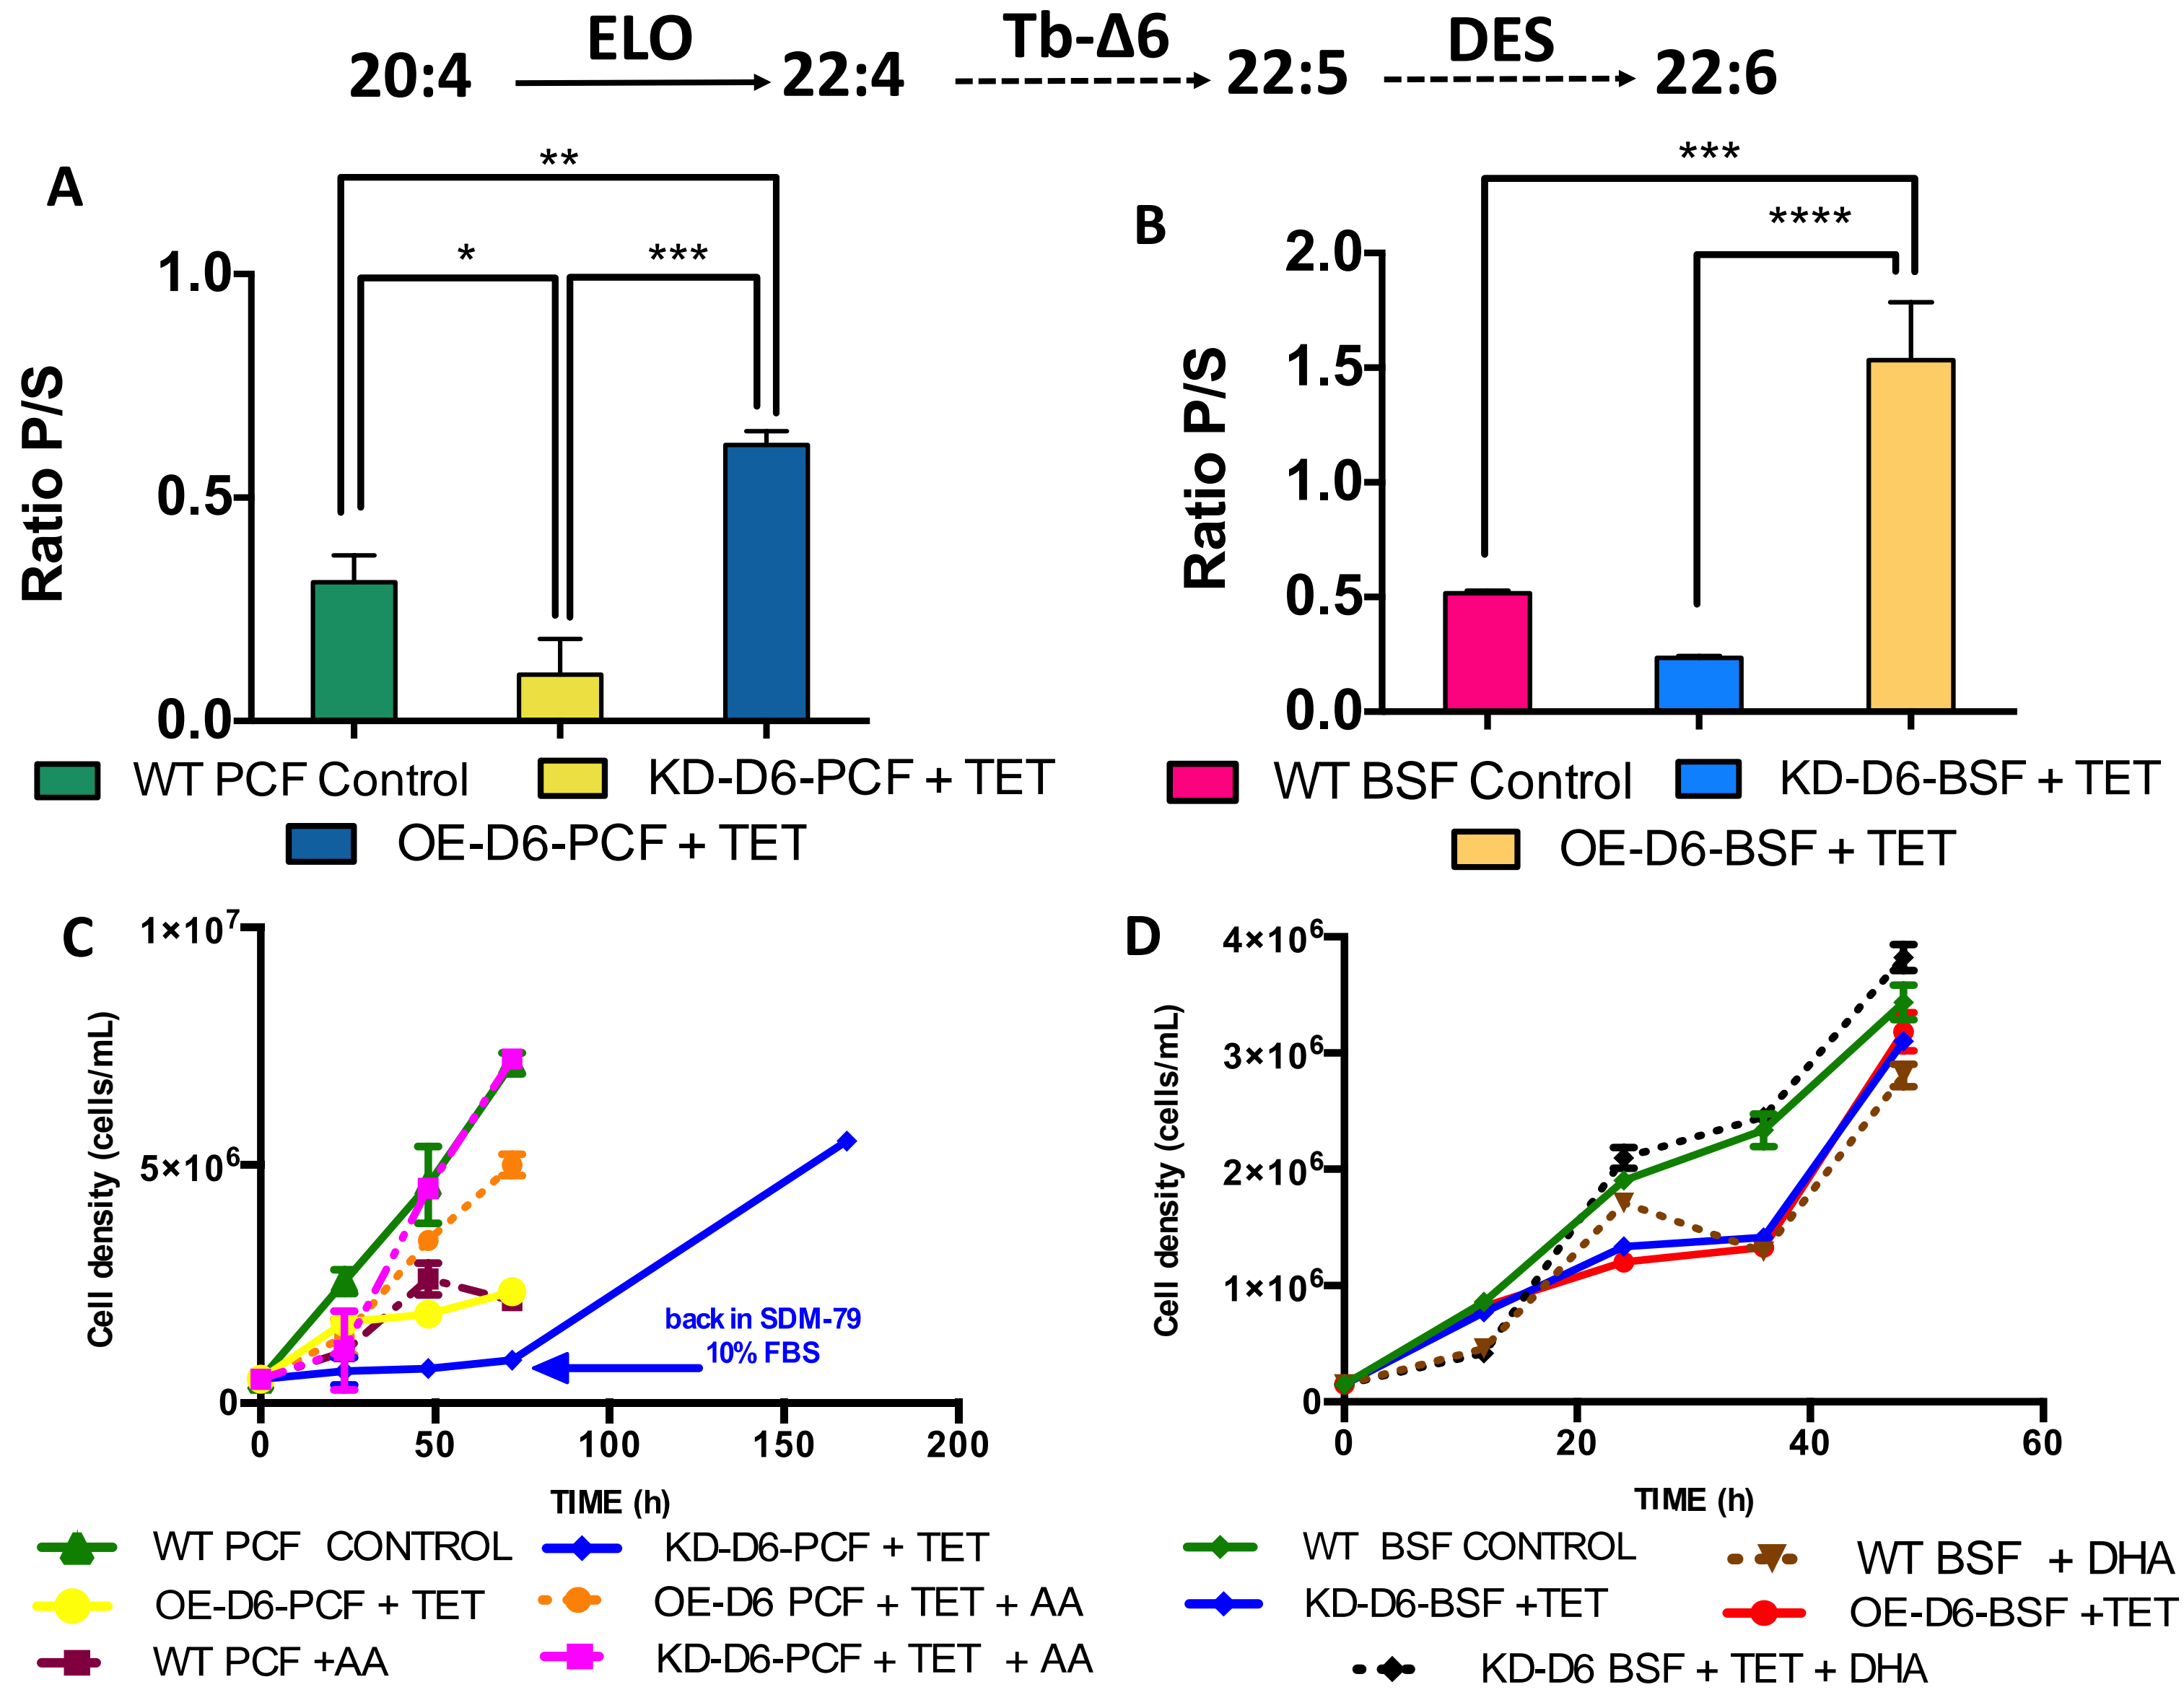 ELO Tb-Δ6 DES
20:4 22:4 22:5 22:6
A
**
*
***
1.0
0.5
0.0
Ratio P/S
WT PCF Control
KD-D6-PCF + TET
OE-D6-PCF + TET
B
***
****
2.0
1.5
1.0
0.5
0.0
Ratio P/S
WT BSF Control
KD-D6-BSF + TET
OE-D6-BSF + TET
C
1×10⁷
5×10⁶
0
Cell density (cells/mL)
back in SDM-79
10% FBS
0 50 100 150 200
TIME (h)
WT PCF CONTROL
KD-D6-PCF + TET
OE-D6-PCF + TET
OE-D6 PCF + TET + AA
WT PCF +AA
KD-D6-PCF + TET + AA
D
4×10⁶
3×10⁶
2×10⁶
1×10⁶
0
Cell density (cells/mL)
0 20 40 60
TIME (h)
WT BSF CONTROL
WT BSF + DHA
KD-D6-BSF +TET
OE-D6-BSF +TET
KD-D6 BSF + TET + DHA